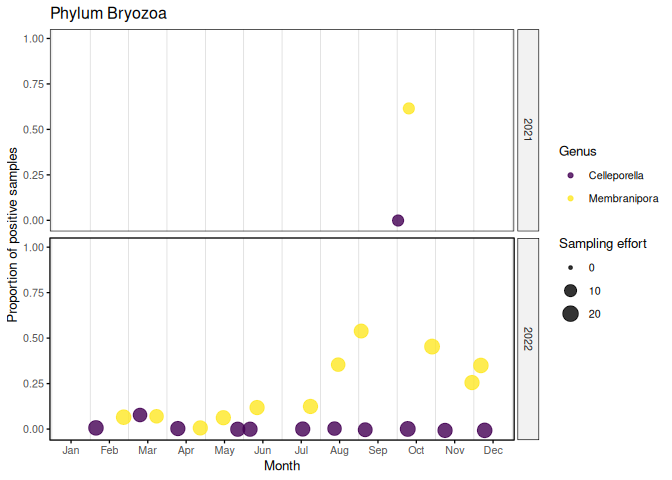 Phylum Bryozoa
Proportion of positive samples
1.00
0.75
0.50
0.25
0.00
2021
1.00
0.75
0.50
0.25
0.00
2022
Jan Feb Mar Apr May Jun Jul Aug Sep Oct Nov Dec
Month
Genus
Celleporella
Membranipora
Sampling effort
0
10
20